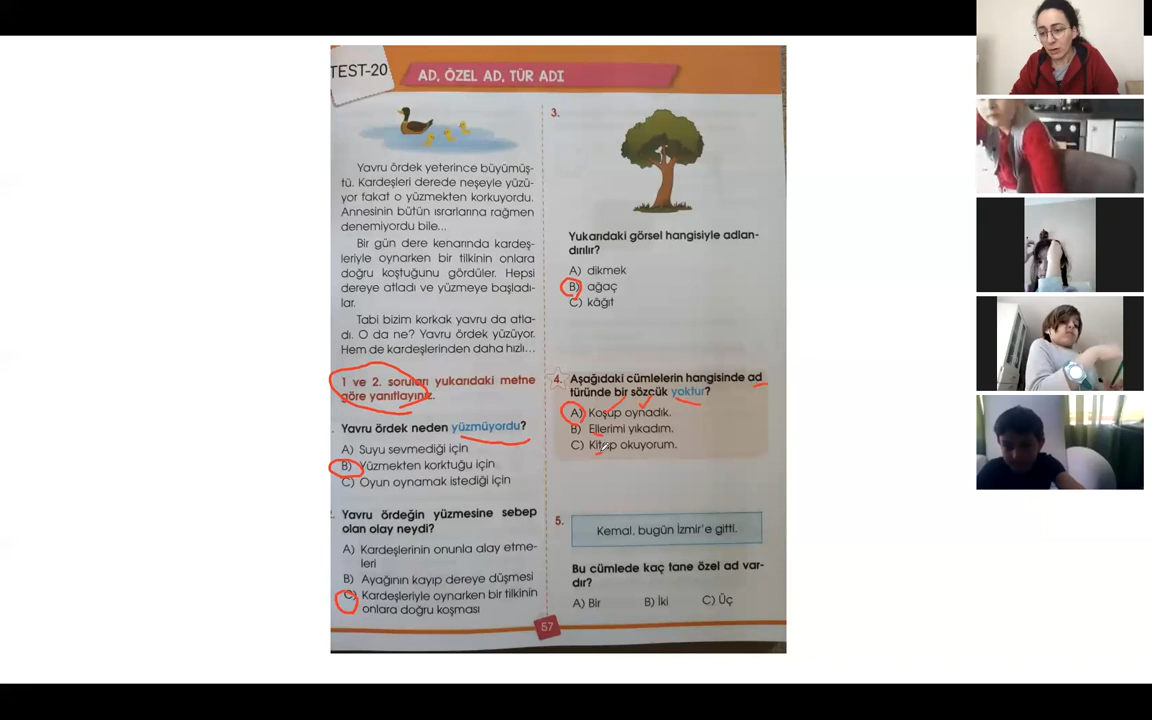 TEST-20
AD, ÖZEL AD, TÜR ADI
Yavru ördek yeterince büyümüş-
tü. Kardeşleri derede neşeyle yüzü-
yor fakat o yüzmekten korkuyordu.
Annesinin bütün ısrarlarına rağmen
denemiyordu bile...
Bir gün dere kenarında kardeş-
leriyle oynarken bir tilkinin onlara
doğru koştuğunu gördüler. Hepsi
dereye atladı ve yüzmeye başladı-
lar.
Tabi bizim korkak yavru da atla-
dı. O da ne? Yavru ördek yüzüyor.
Hem de kardeşlerinden daha hızlı...
1 ve 2. soruları yukarıdaki metne
göre yanıtlayınız.
Yavru ördek neden yüzmüyordu?
A) Suyu sevmediği için
B) Yüzmekten korktuğu için
C) Oyun oynamak istediği için
Yavru ördeğin yüzmesine sebep
olan olay neydi?
A) Kardeşlerinin onunla alay etme-
leri
B) Ayağının kayıp dereye düşmesi
C) Kardeşleriyle oynarken bir tilkinin
onlara doğru koşması
3.
Yukarıdaki görsel hangisiyle adlan-
dırılır?
A) dikmek
B) ağaç
C) kâğıt
4. Aşağıdaki cümlelerin hangisinde ad
türünde bir sözcük yoktur?
A) Koşup oynadık.
B) Ellerimi yıkadım.
C) Kitap okuyorum.
5.
Kemal, bugün İzmir'e gitti.
Bu cümlede kaç tane özel ad var-
dır?
A) Bir B) İki C) Üç
57